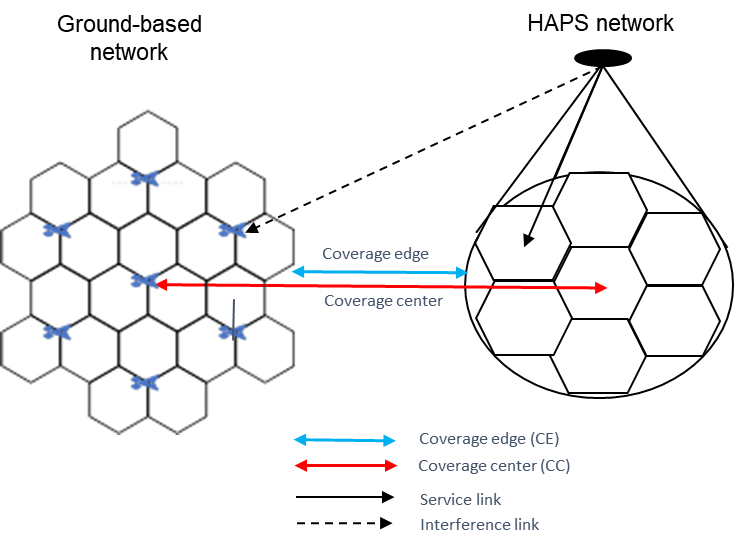 Ground-based
network
HAPS network
Coverage edge
Coverage center
Coverage edge (CE)
Coverage center (CC)
Service link
Interference link